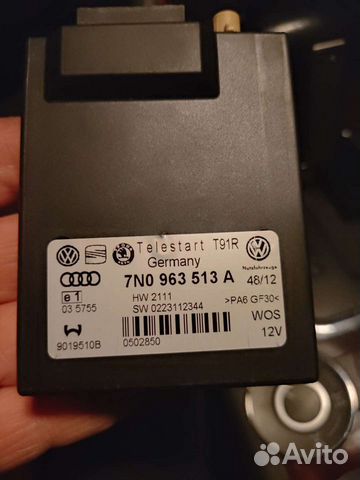 Telestart T91R
Germany
Nutzfahrzeuge
7N0 963 513 A 48/12
e1
HW 2111
03 5755
SW 0223112344
>PA6 GF30<
WOS
9019510B
0502850
12V
Avito